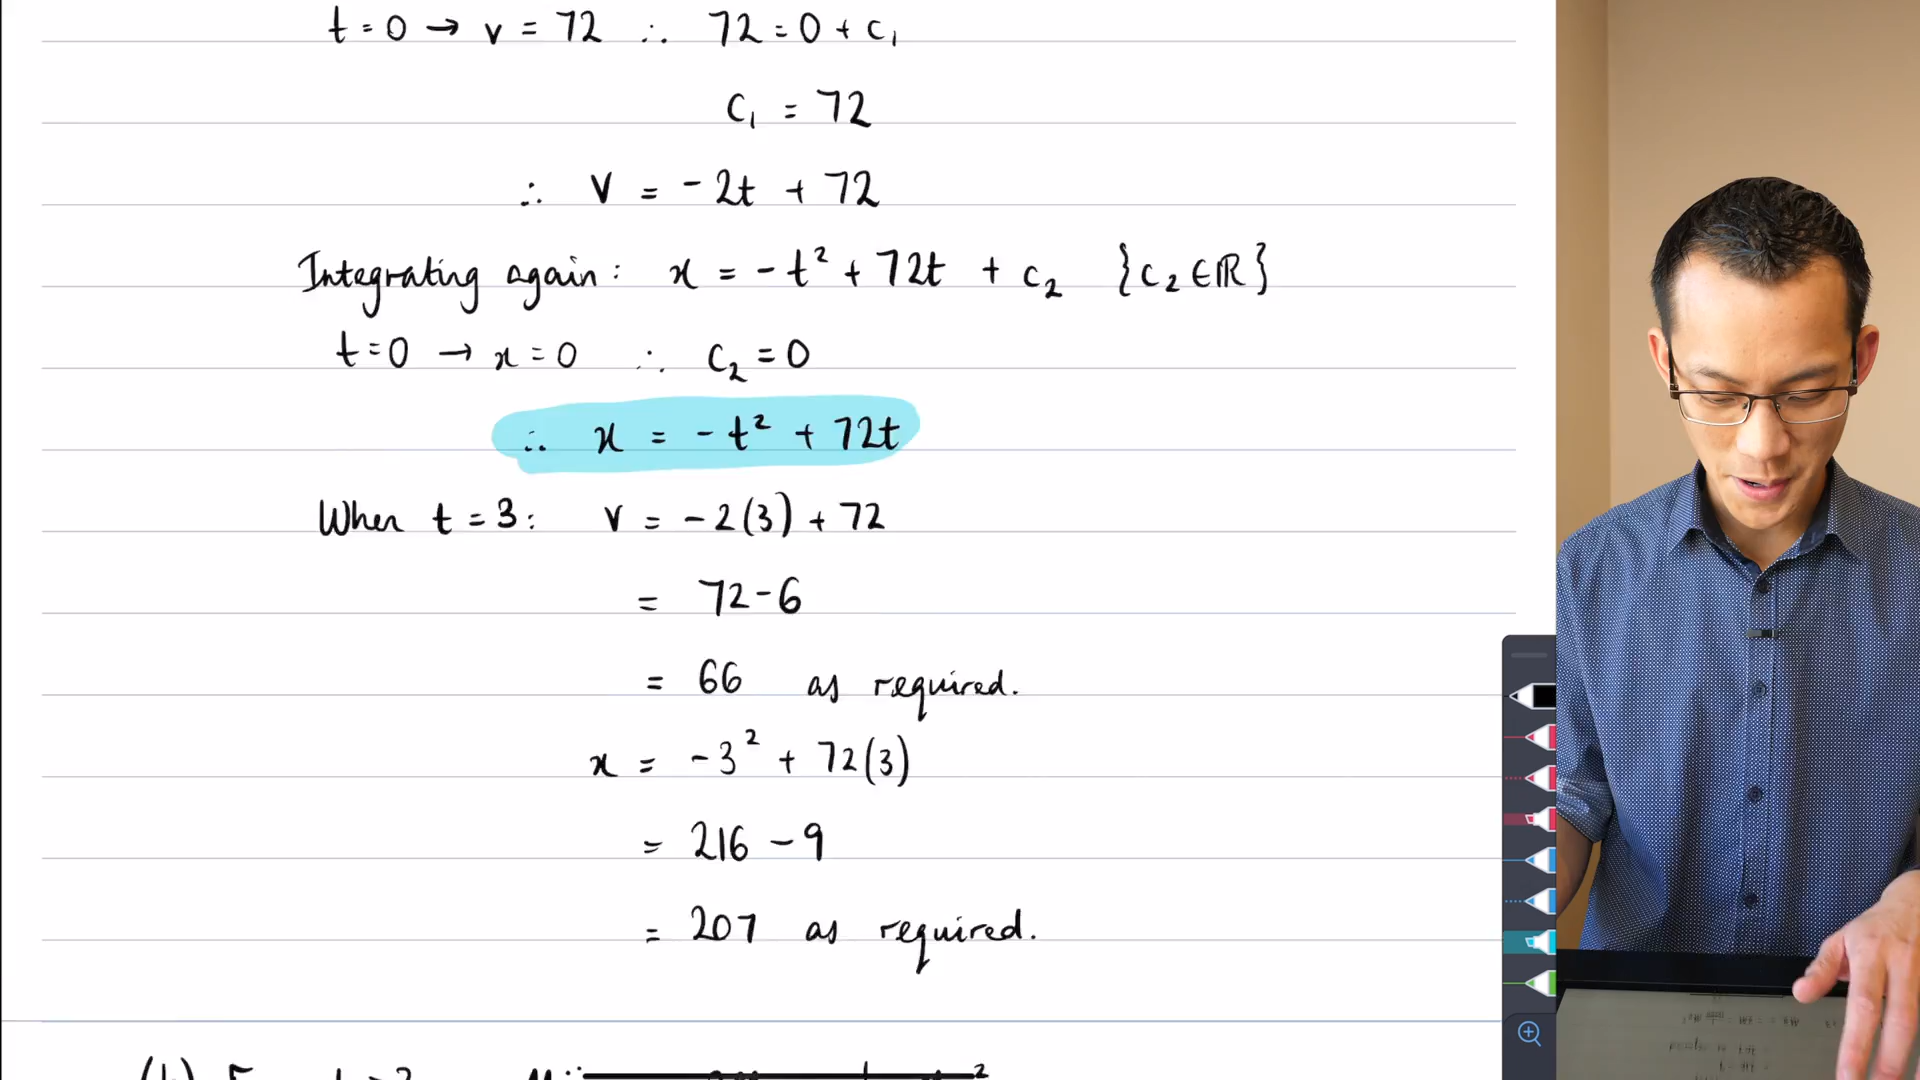 t=0 → v = 72 ∴ 72 = 0 + c₁
c₁ = 72
∴ v = -2t + 72
Integrating again: x = -t² + 72t + c₂ {c₂ ∈ ℝ}
t=0 → x = 0 ∴ c₂ = 0
∴ x = -t² + 72t
When t = 3: v = -2(3) + 72
= 72 - 6
= 66 as required.
x = -3² + 72(3)
= 216 - 9
= 207 as required.